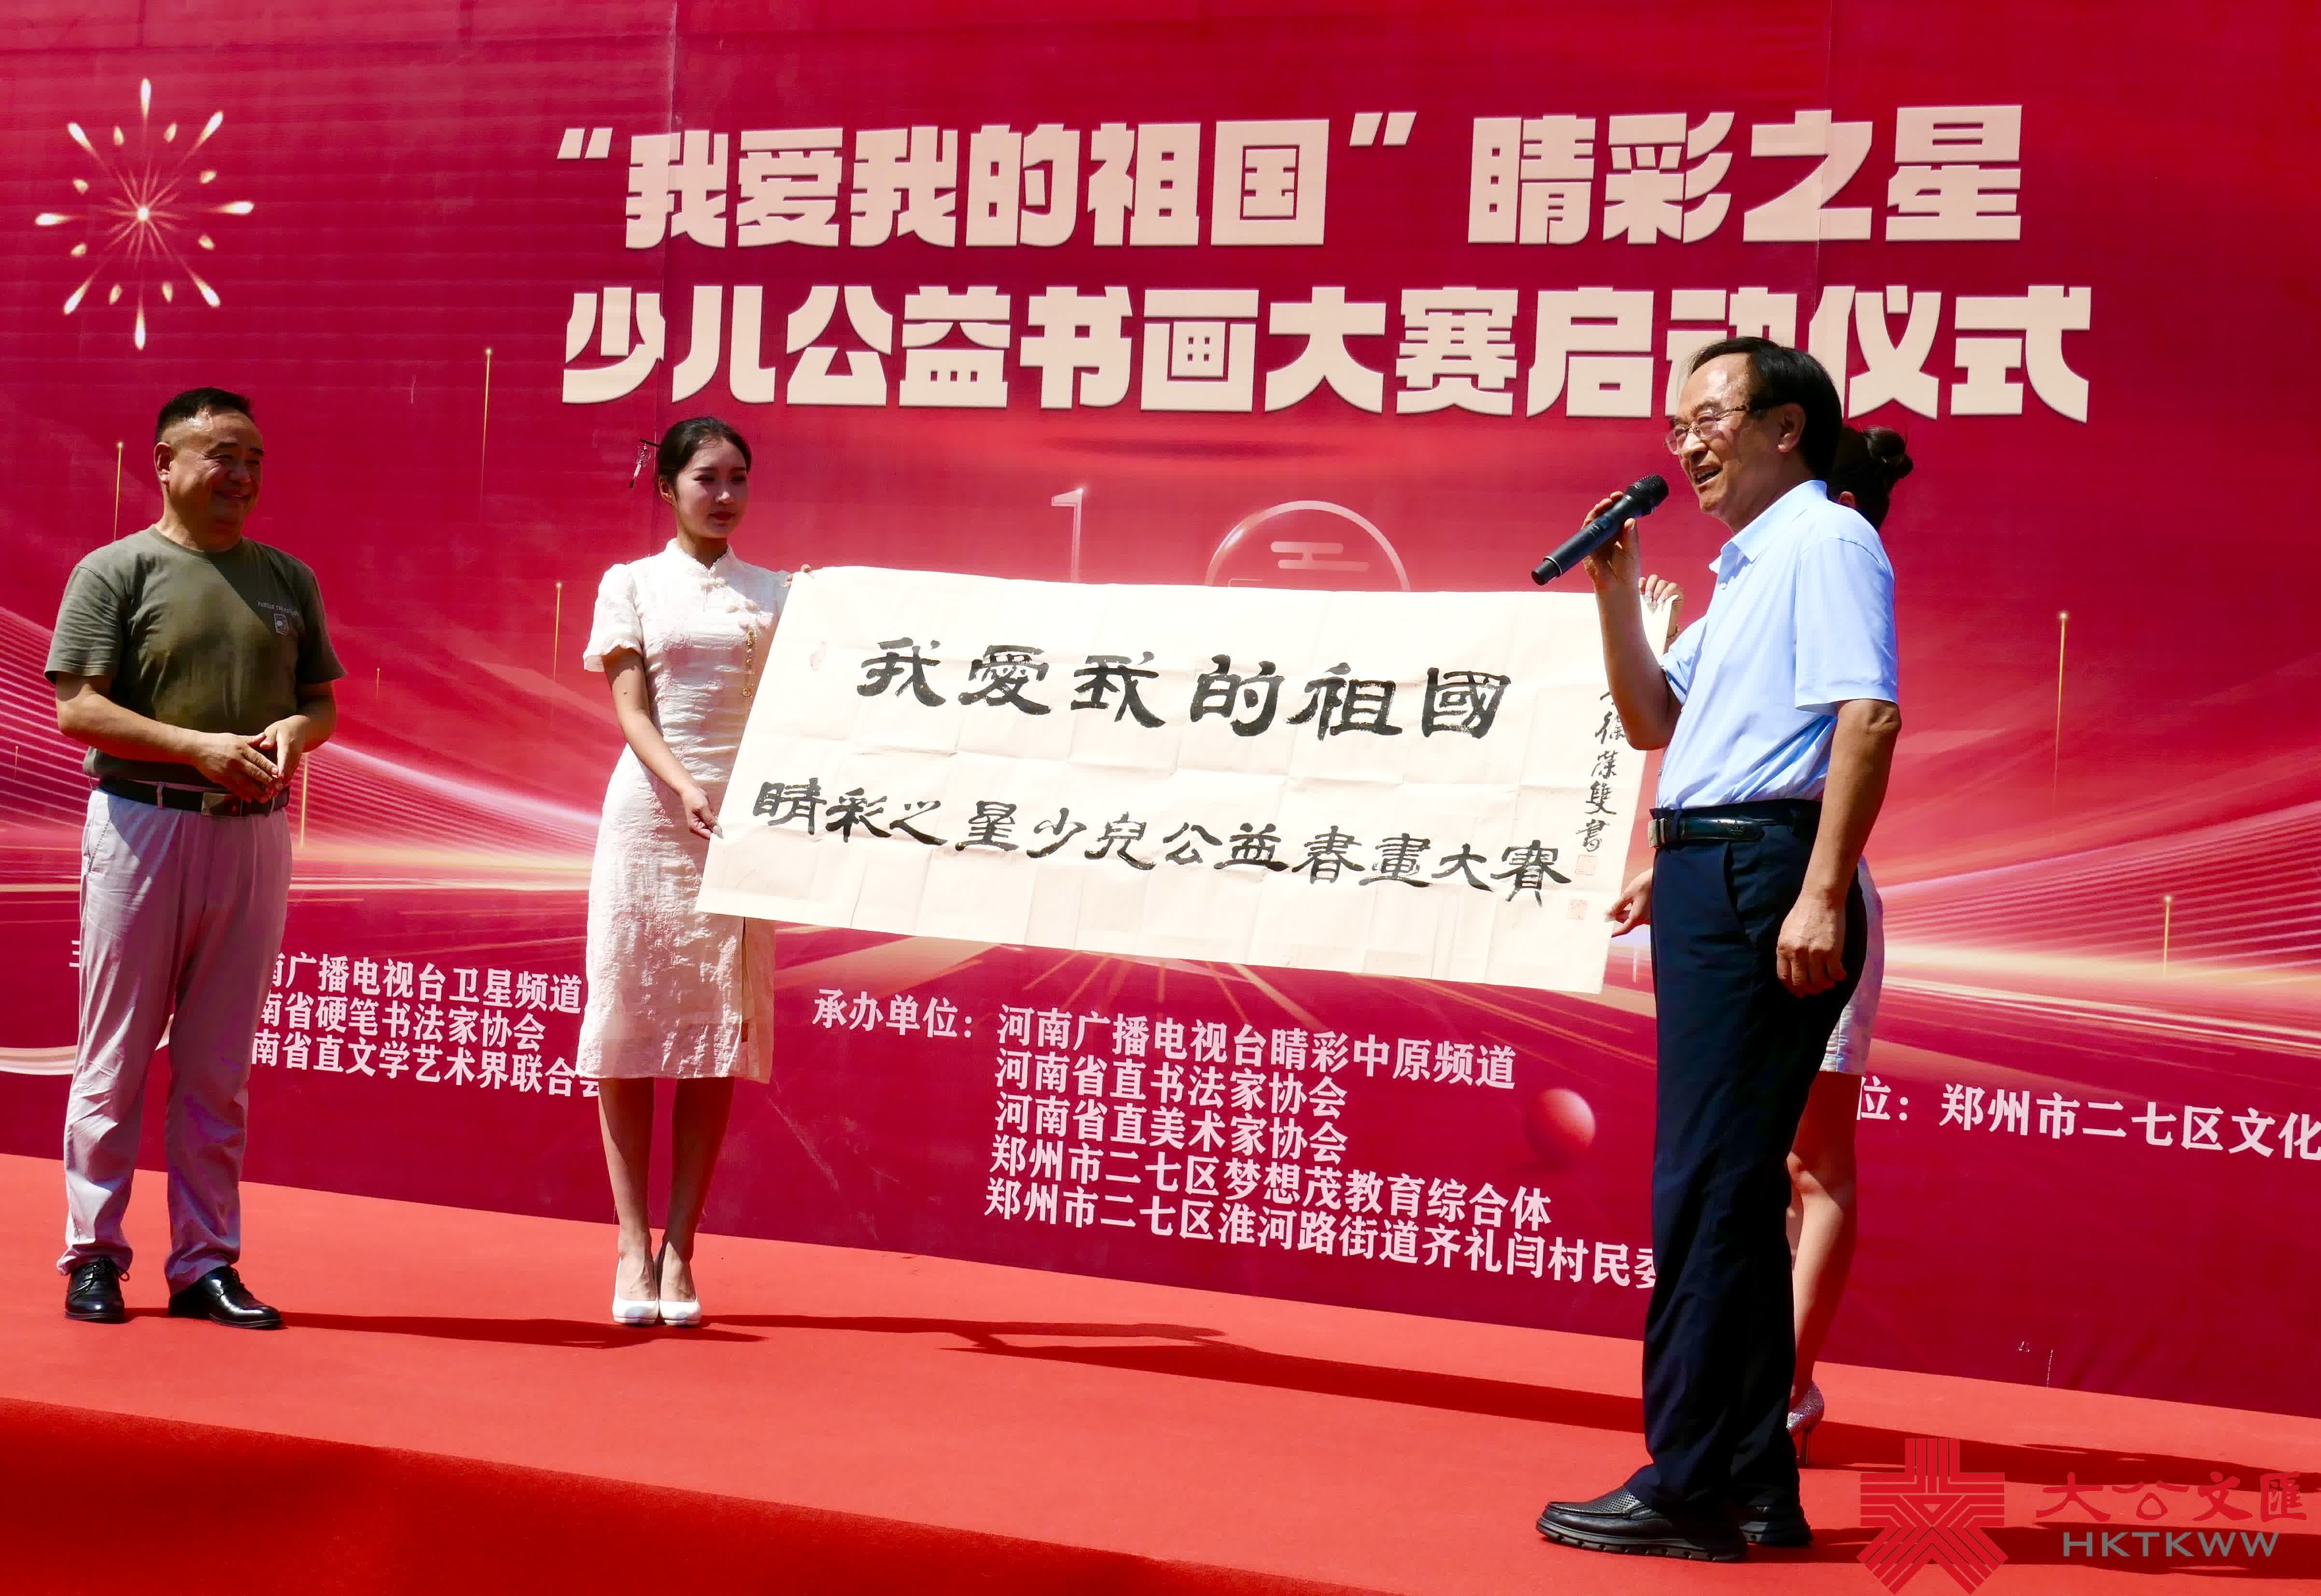 “我爱我的祖国”睛彩之星
少儿公益书画大赛启动仪式
我愛我的祖國
睛彩之星少兒公益書畫大賽
雙書
南广播电视台卫星频道
南省硬笔书法家协会
南省直文学艺术界联合会
承办单位：河南广播电视台睛彩中原频道
河南省直书法家协会
河南省直美术家协会
郑州市二七区梦想茂教育综合体
郑州市二七区淮河路街道齐礼闫村民委
位：郑州市二七区文化
大公文匯
HKTKWW